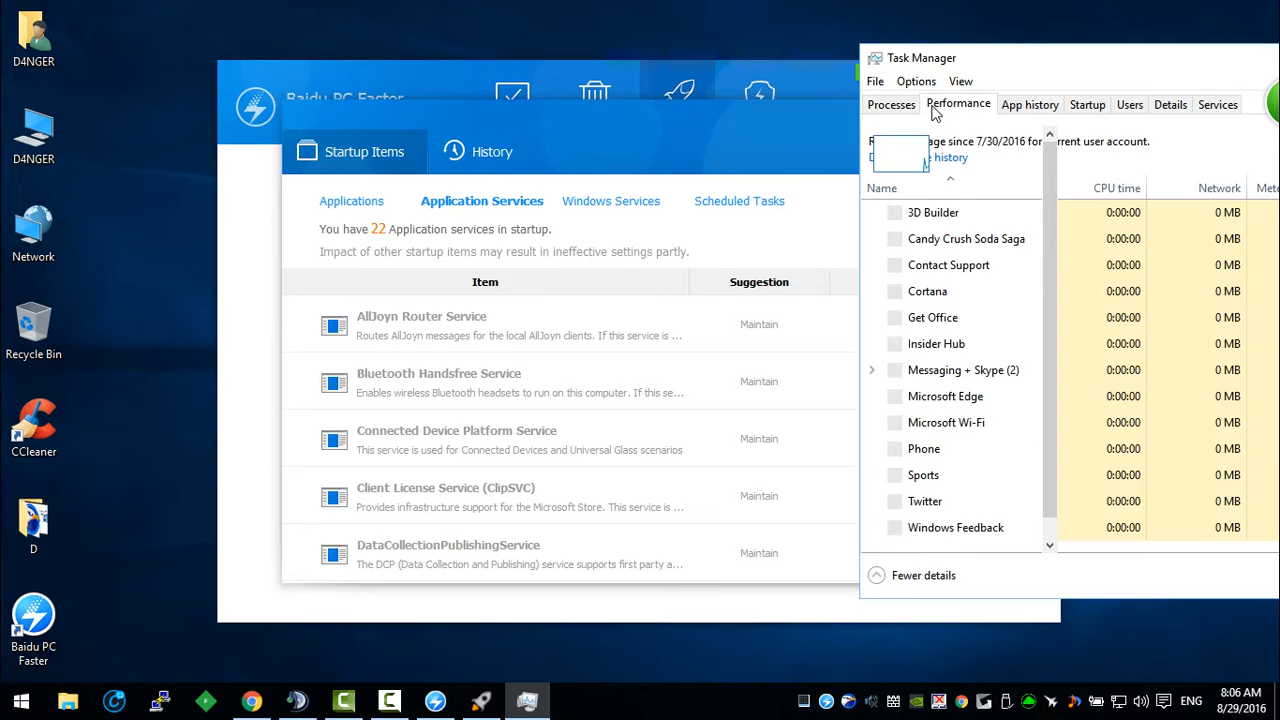 D4NGER
D4NGER
Network
Recycle Bin
CCleaner
D
Baidu PC
Faster
Baidu PC Faster
Startup Items
History
Applications
Application Services
Windows Services
Scheduled Tasks
You have 22 Application services in startup.
Impact of other startup items may result in ineffective settings partly.
Item
Suggestion
AllJoyn Router Service
Routes AllJoyn messages for the local AllJoyn clients. If this service is ...
Maintain
Bluetooth Handsfree Service
Enables wireless Bluetooth headsets to run on this computer. If this se...
Maintain
Connected Device Platform Service
This service is used for Connected Devices and Universal Glass scenarios
Maintain
Client License Service (ClipSVC)
Provides infrastructure support for the Microsoft Store. This service is ...
Maintain
DataCollectionPublishingService
The DCP (Data Collection and Publishing) service supports first party a...
Maintain
Task Manager
File Options View
Processes Performance App history Startup Users Details Services
age since 7/30/2016 for current user account.
history
Name CPU time Network Mete
3D Builder 0:00:00 0 MB
Candy Crush Soda Saga 0:00:00 0 MB
Contact Support 0:00:00 0 MB
Cortana 0:00:00 0 MB
Get Office 0:00:00 0 MB
Insider Hub 0:00:00 0 MB
Messaging + Skype (2) 0:00:00 0 MB
Microsoft Edge 0:00:00 0 MB
Microsoft Wi-Fi 0:00:00 0 MB
Phone 0:00:00 0 MB
Sports 0:00:00 0 MB
Twitter 0:00:00 0 MB
Windows Feedback 0:00:00 0 MB
Fewer details
ENG
8:06 AM
8/29/2016